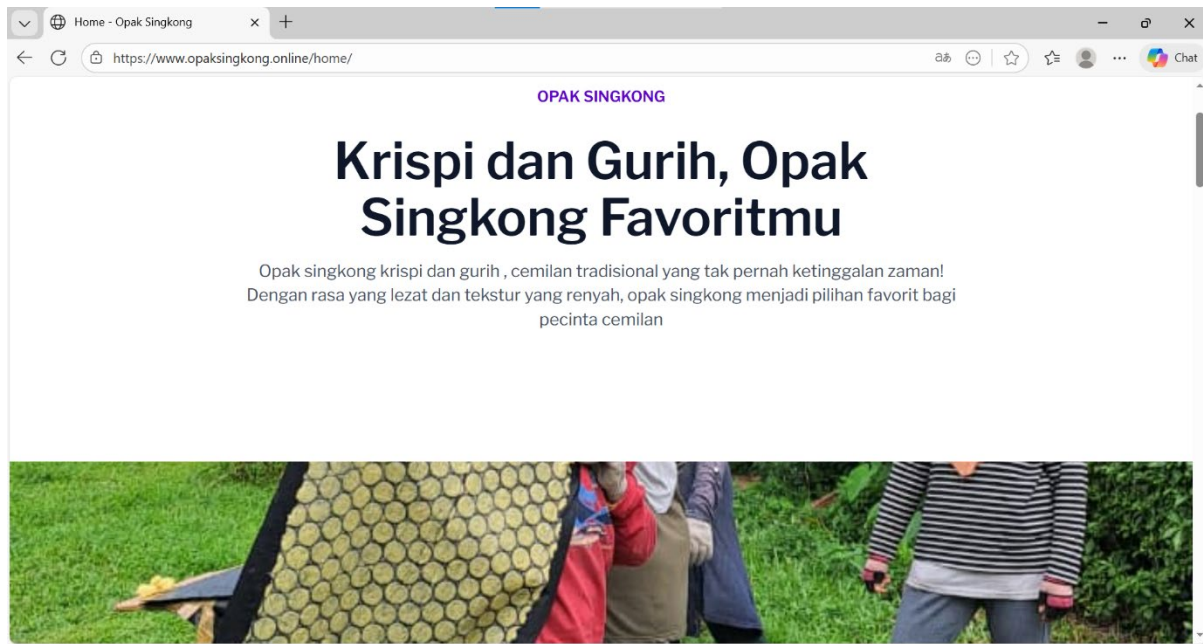 Home - Opak Singkong
https://www.opaksingkong.online/home/
aあ
Chat
OPAK SINGKONG
Krispi dan Gurih, Opak
Singkong Favoritmu
Opak singkong krispi dan gurih , cemilan tradisional yang tak pernah ketinggalan zaman!
Dengan rasa yang lezat dan tekstur yang renyah, opak singkong menjadi pilihan favorit bagi
pecinta cemilan